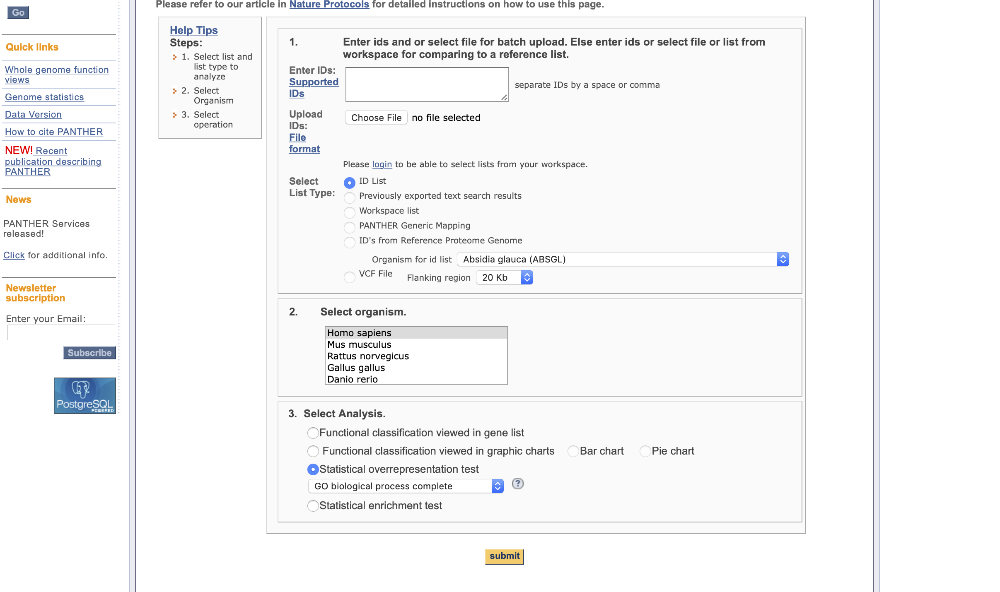 Please refer to our article in Nature Protocols for detailed instructions on how to use this page.
Go
Quick links
Whole genome function
views
Genome statistics
Data Version
How to cite PANTHER
NEW! Recent
publication describing
PANTHER
News
PANTHER Services
released!
Click for additional info.
Newsletter
subscription
Enter your Email:
Subscribe
PostgreSQL
POWERED
Help Tips
Steps:
1. Select list and
list type to
analyze
2. Select
Organism
3. Select
operation
1. Enter ids and or select file for batch upload. Else enter ids or select file or list from
workspace for comparing to a reference list.
Enter IDs:
Supported
IDs
separate IDs by a space or comma
Upload
IDs:
File
format
Choose File no file selected
Please login to be able to select lists from your workspace.
Select
List Type:
ID List
Previously exported text search results
Workspace list
PANTHER Generic Mapping
ID's from Reference Proteome Genome
Organism for id list Absidia glauca (ABSGL)
VCF File Flanking region 20 Kb
2. Select organism.
Homo sapiens
Mus musculus
Rattus norvegicus
Gallus gallus
Danio rerio
3. Select Analysis.
Functional classification viewed in gene list
Functional classification viewed in graphic charts Bar chart Pie chart
Statistical overrepresentation test
GO biological process complete ?
Statistical enrichment test
submit